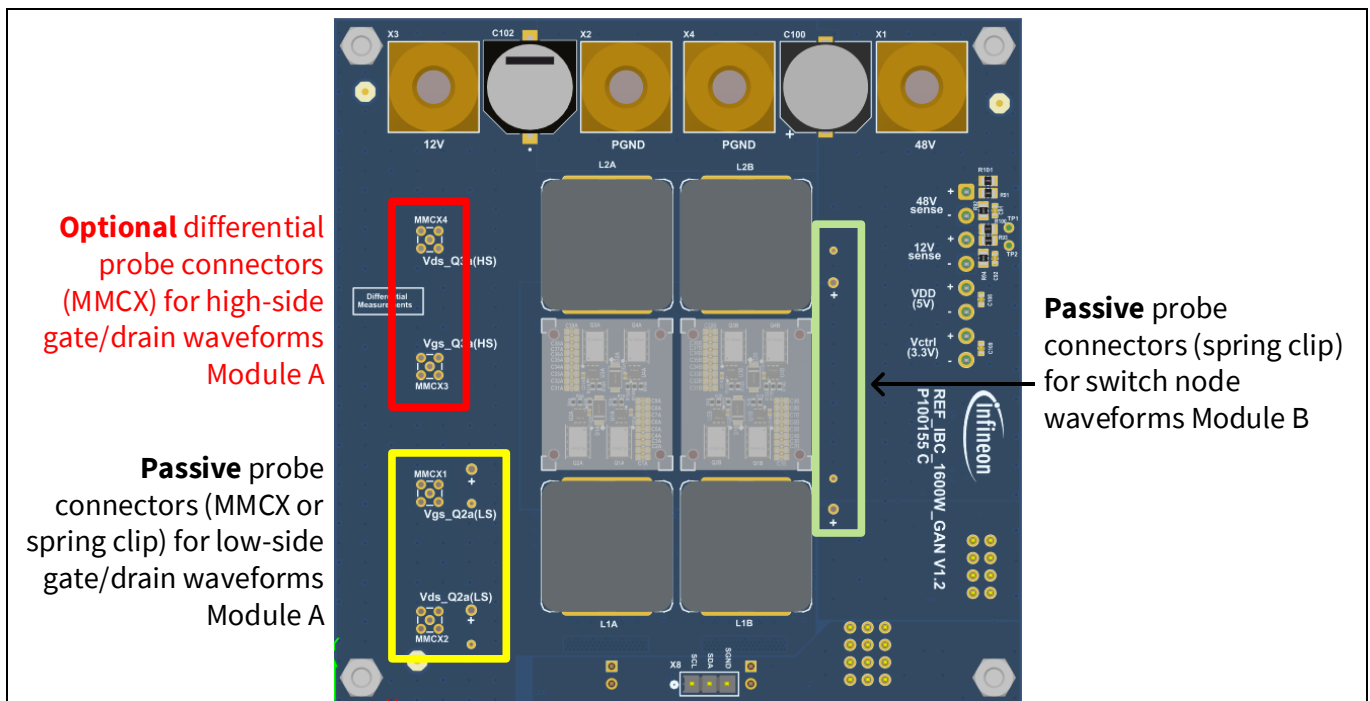 X3
C102
X2
X4
C100
X1
12V
PGND
PGND
+
48V
L2A
L2B
R101
R51
48V
sense
+
-
TP1
12V
sense
+
-
TP2
VDD
(5V)
+
-
Vctrl
(3.3V)
+
-
Optional differential
probe connectors
(MMCX) for high-side
gate/drain waveforms
Module A
MMCX4
Vds_Q3a(HS)
Differential
Measurements
Vgs_Q3a(HS)
MMCX3
+
+
Passive probe
connectors (spring clip)
for switch node
waveforms Module B
Passive probe
connectors (MMCX or
spring clip) for low-side
gate/drain waveforms
Module A
MMCX1
+
Vgs_Q2a(LS)
Vds_Q2a(LS)
+
MMCX2
infineon
REF_IBC_1600W_GAN V1.2
P100155.C
L1A
L1B
X8
SCL
SDA
SGND